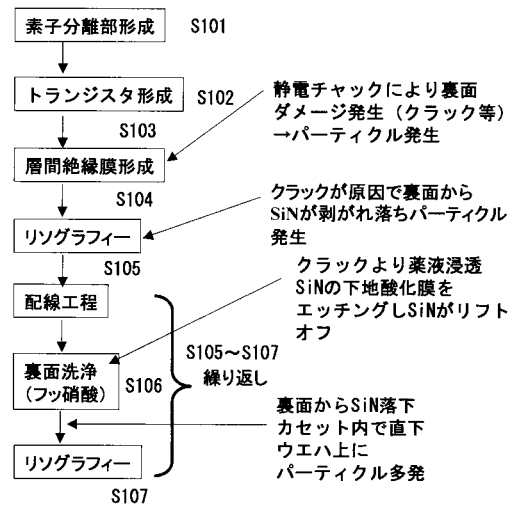 素子分離部形成
S101
トランジスタ形成
S102
静電チャックにより裏面
ダメージ発生（クラック等）
→パーティクル発生
S103
層間絶縁膜形成
S104
クラックが原因で裏面から
SiNが剥がれ落ちパーティクル
発生
リソグラフィー
S105
クラックより薬液浸透
SiNの下地酸化膜を
エッチングしSiNがリフト
オフ
配線工程
S105～S107
繰り返し
裏面洗浄
（フッ硝酸）
S106
裏面からSiN落下
カセット内で直下
ウエハ上に
パーティクル多発
リソグラフィー
S107